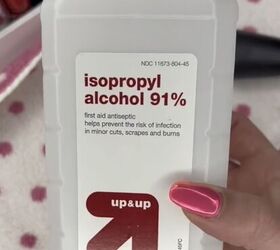 NDC 11673-804-45
isopropyl
alcohol 91%
first aid antiseptic
helps prevent the risk of infection
in minor cuts, scrapes and burns
up&up